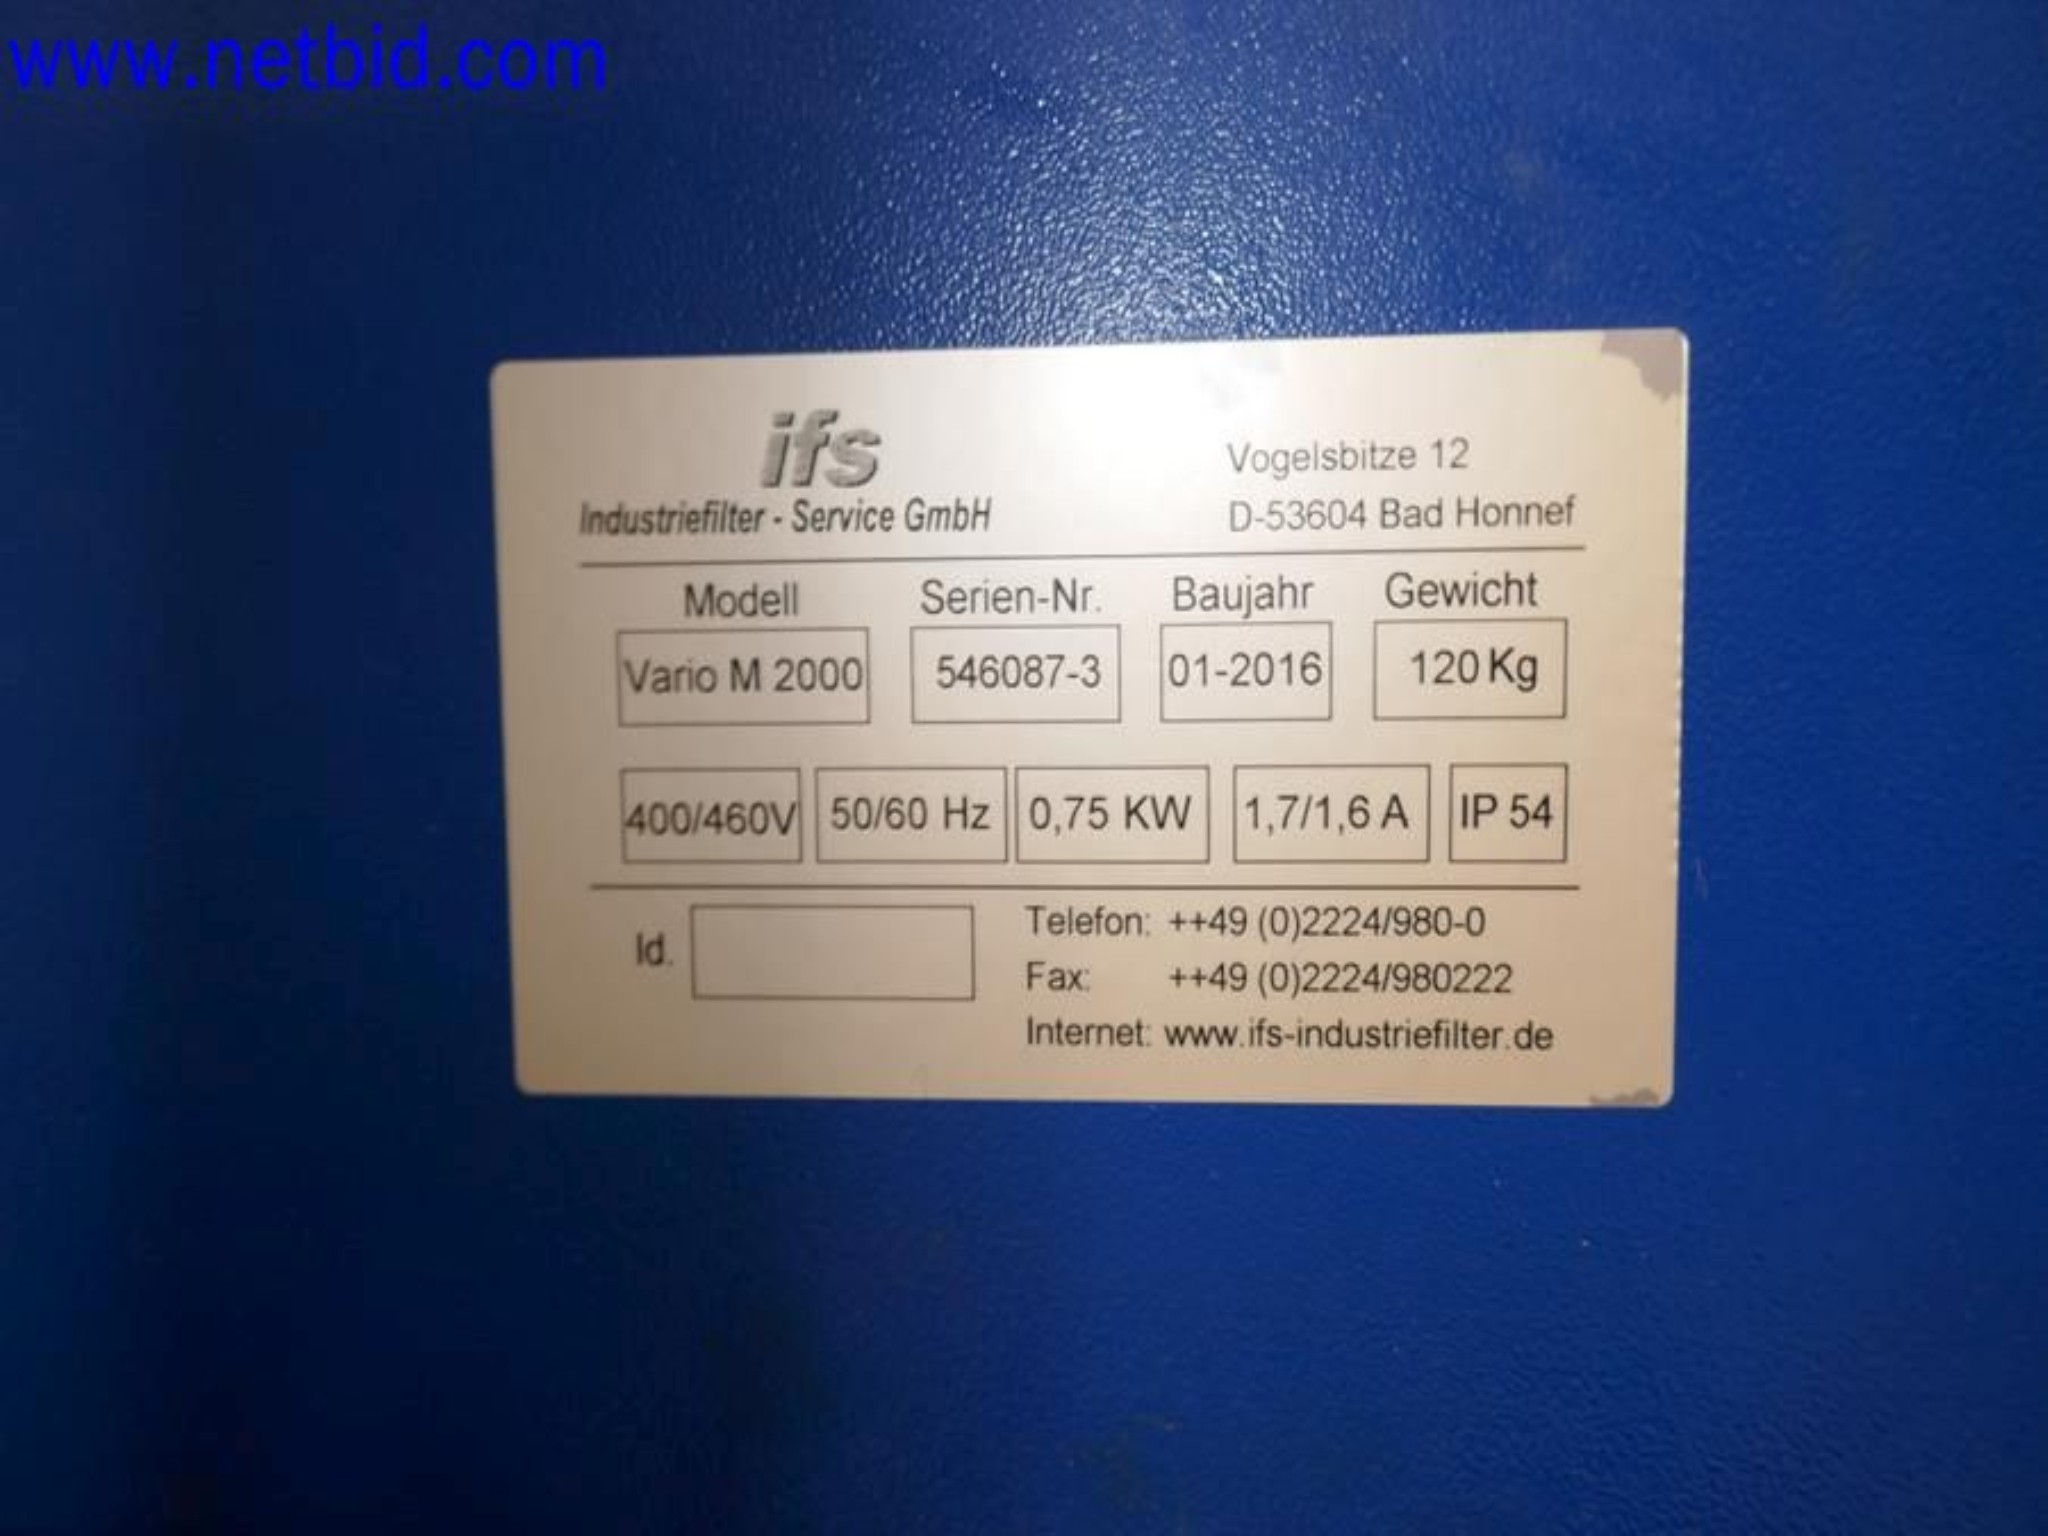 www.netbid.com
ifs
Industriefilter - Service GmbH
Vogelsbitze 12
D-53604 Bad Honnef
Modell Serien-Nr. Baujahr Gewicht
Vario M 2000 546087-3 01-2016 120 Kg
400/460V 50/60 Hz 0,75 KW 1,7/1,6 A IP 54
Id.
Telefon: ++49 (0)2224/980-0
Fax: ++49 (0)2224/980222
Internet: www.ifs-industriefilter.de